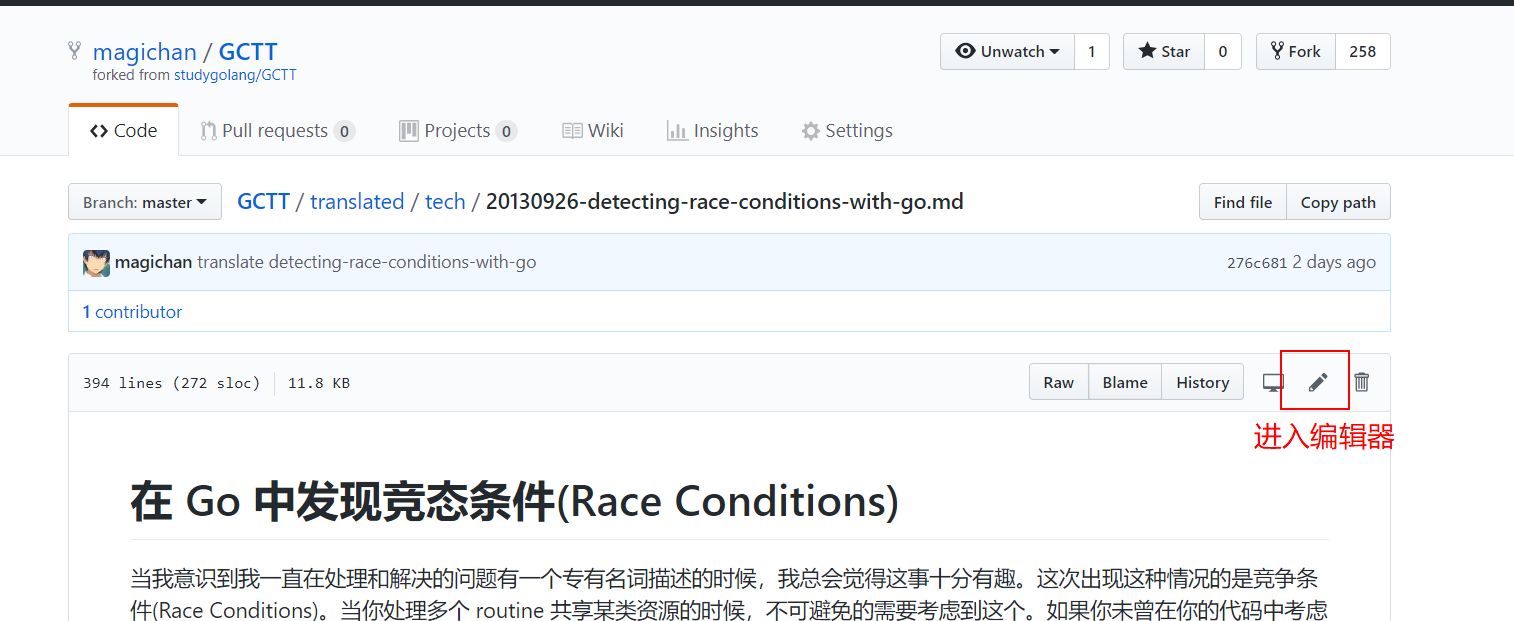 magichan / GCTT
forked from studygolang/GCTT
Unwatch 1 Star 0 Fork 258
Code Pull requests 0 Projects 0 Wiki Insights Settings
Branch: master GCTT / translated / tech / 20130926-detecting-race-conditions-with-go.md Find file Copy path
magichan translate detecting-race-conditions-with-go 276c681 2 days ago
1 contributor
394 lines (272 sloc) 11.8 KB Raw Blame History
进入编辑器
在 Go 中发现竞态条件(Race Conditions)
当我意识到我一直在处理和解决的问题有一个专有名词描述的时候，我总会觉得这事十分有趣。这次出现这种情况的是竞争条
件(Race Conditions)。当你处理多个 routine 共享某类资源的时候，不可避免的需要考虑到这个。如果你未曾在你的代码中考虑